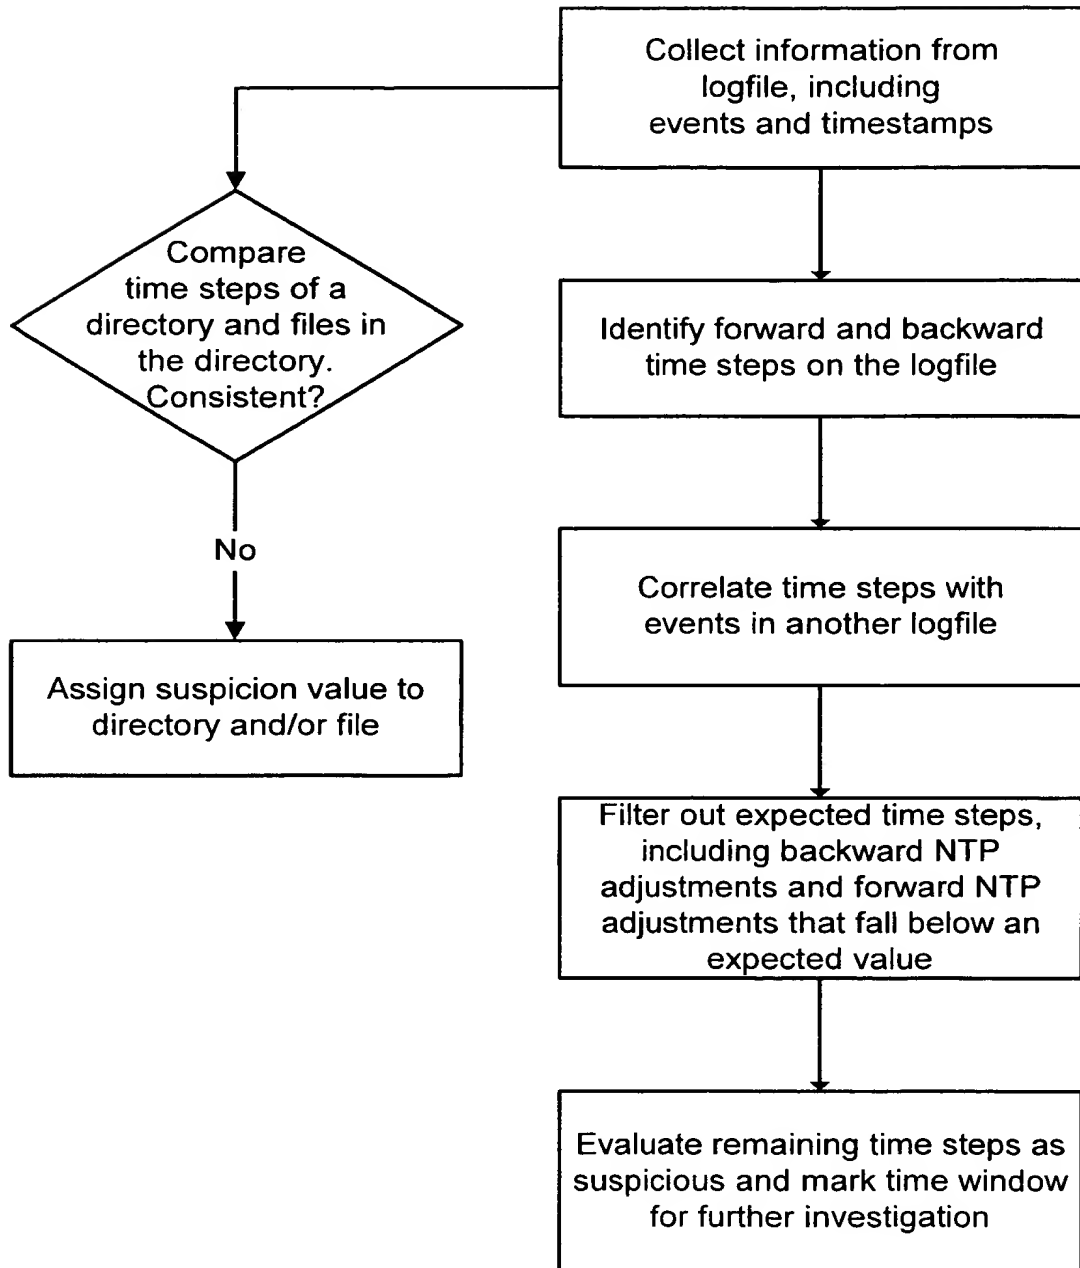 Collect information from
logfile, including
events and timestamps
Compare
time steps of a
directory and files in
the directory.
Consistent?
No
Assign suspicion value to
directory and/or file
Identify forward and backward
time steps on the logfile
Correlate time steps with
events in another logfile
Filter out expected time steps,
including backward NTP
adjustments and forward NTP
adjustments that fall below an
expected value
Evaluate remaining time steps as
suspicious and mark time window
for further investigation